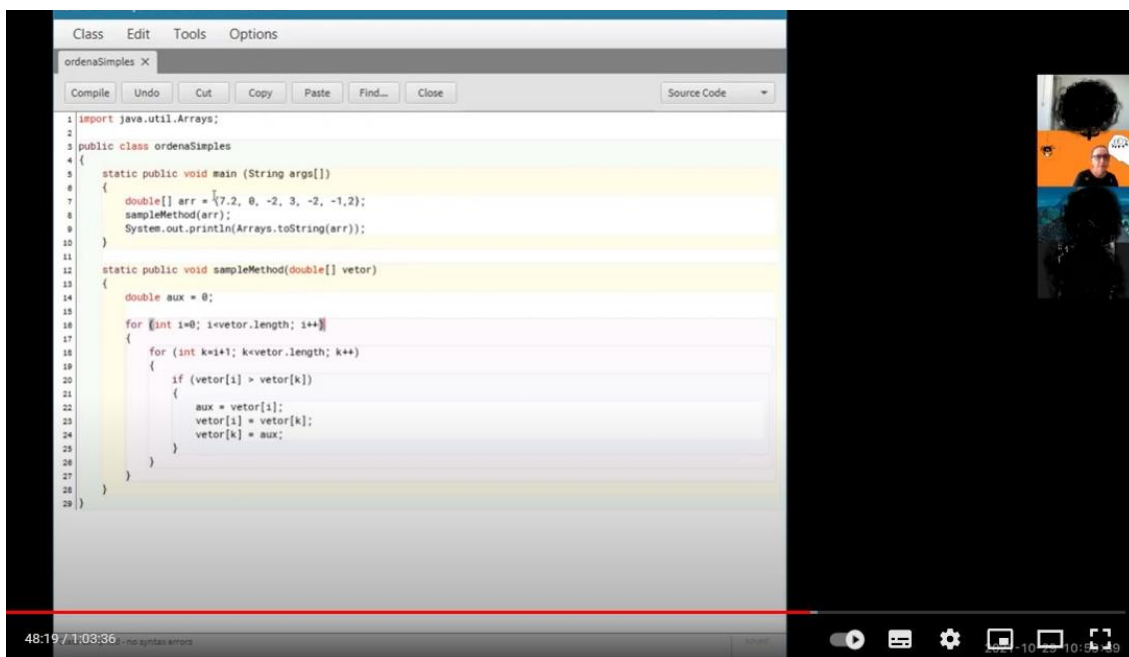 Class Edit Tools Options
ordenaSimples X
Compile Undo Cut Copy Paste Find... Close Source Code
1 import java.util.Arrays;
2
3 public class ordenaSimples
4 {
5 static public void main (String args[])
6 {
7 double[] arr = {7.2, 0, -2, 3, -2, -1,2};
8 sampleMethod(arr);
9 System.out.println(Arrays.toString(arr));
10 }
11
12 static public void sampleMethod(double[] vetor)
13 {
14 double aux = 0;
15
16 for (int i=0; i<vetor.length; i++)
17 {
18 for (int k=i+1; k<vetor.length; k++)
19 {
20 if (vetor[i] > vetor[k])
21 {
22 aux = vetor[i];
23 vetor[i] = vetor[k];
24 vetor[k] = aux;
25 }
26 }
27 }
28 }
29 }
48:19 / 1:03:36 - no syntax errors saved